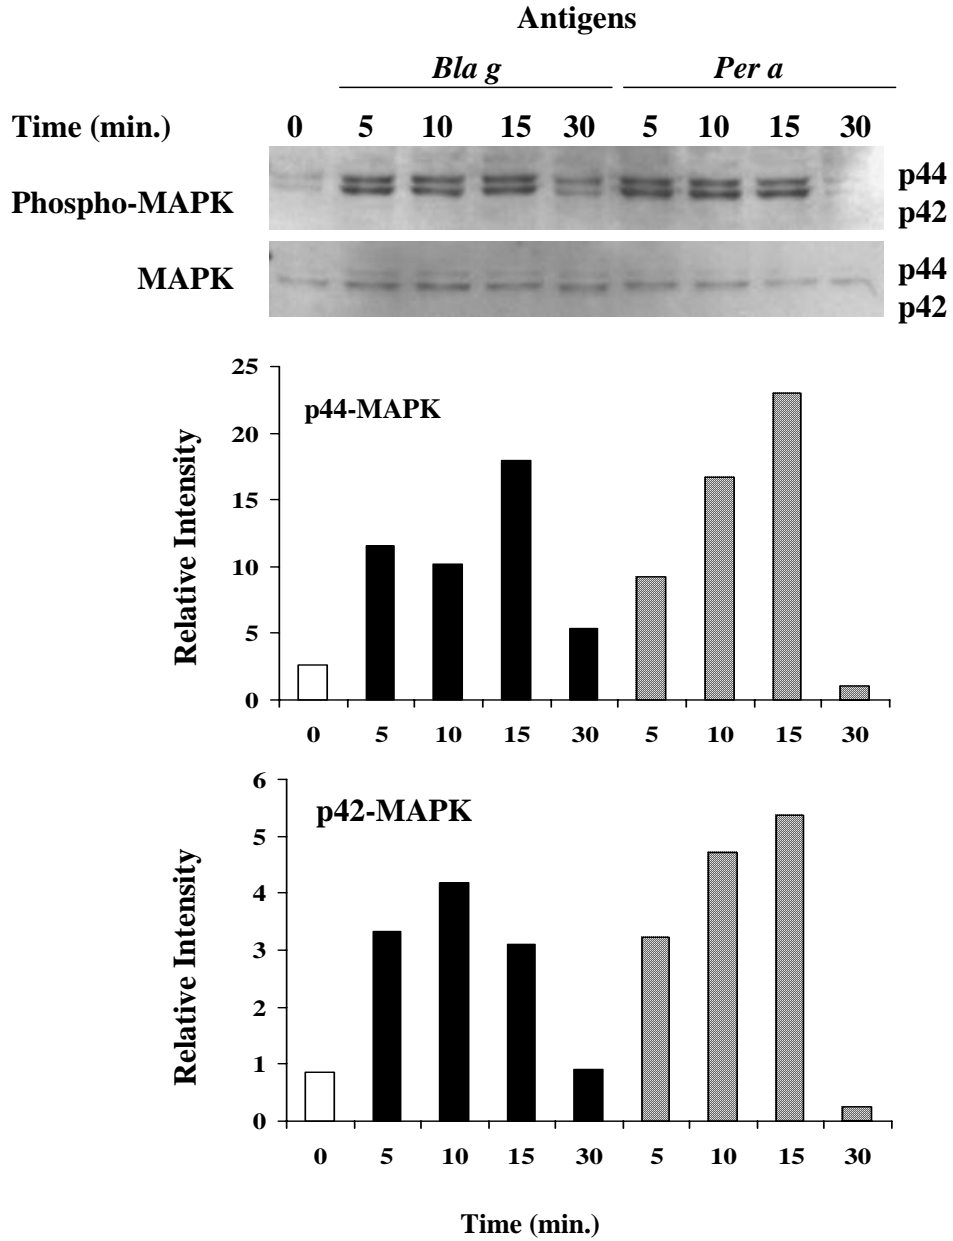 Antigens
Bla g Per a
Time (min.) 0 5 10 15 30 5 10 15 30
Phospho-MAPK p44
p42
MAPK p44
p42
25
p44-MAPK
20
15
10
5
0
Relative Intensity
0 5 10 15 30 5 10 15 30
6
p42-MAPK
5
4
3
2
1
0
Relative Intensity
0 5 10 15 30 5 10 15 30
Time (min.)